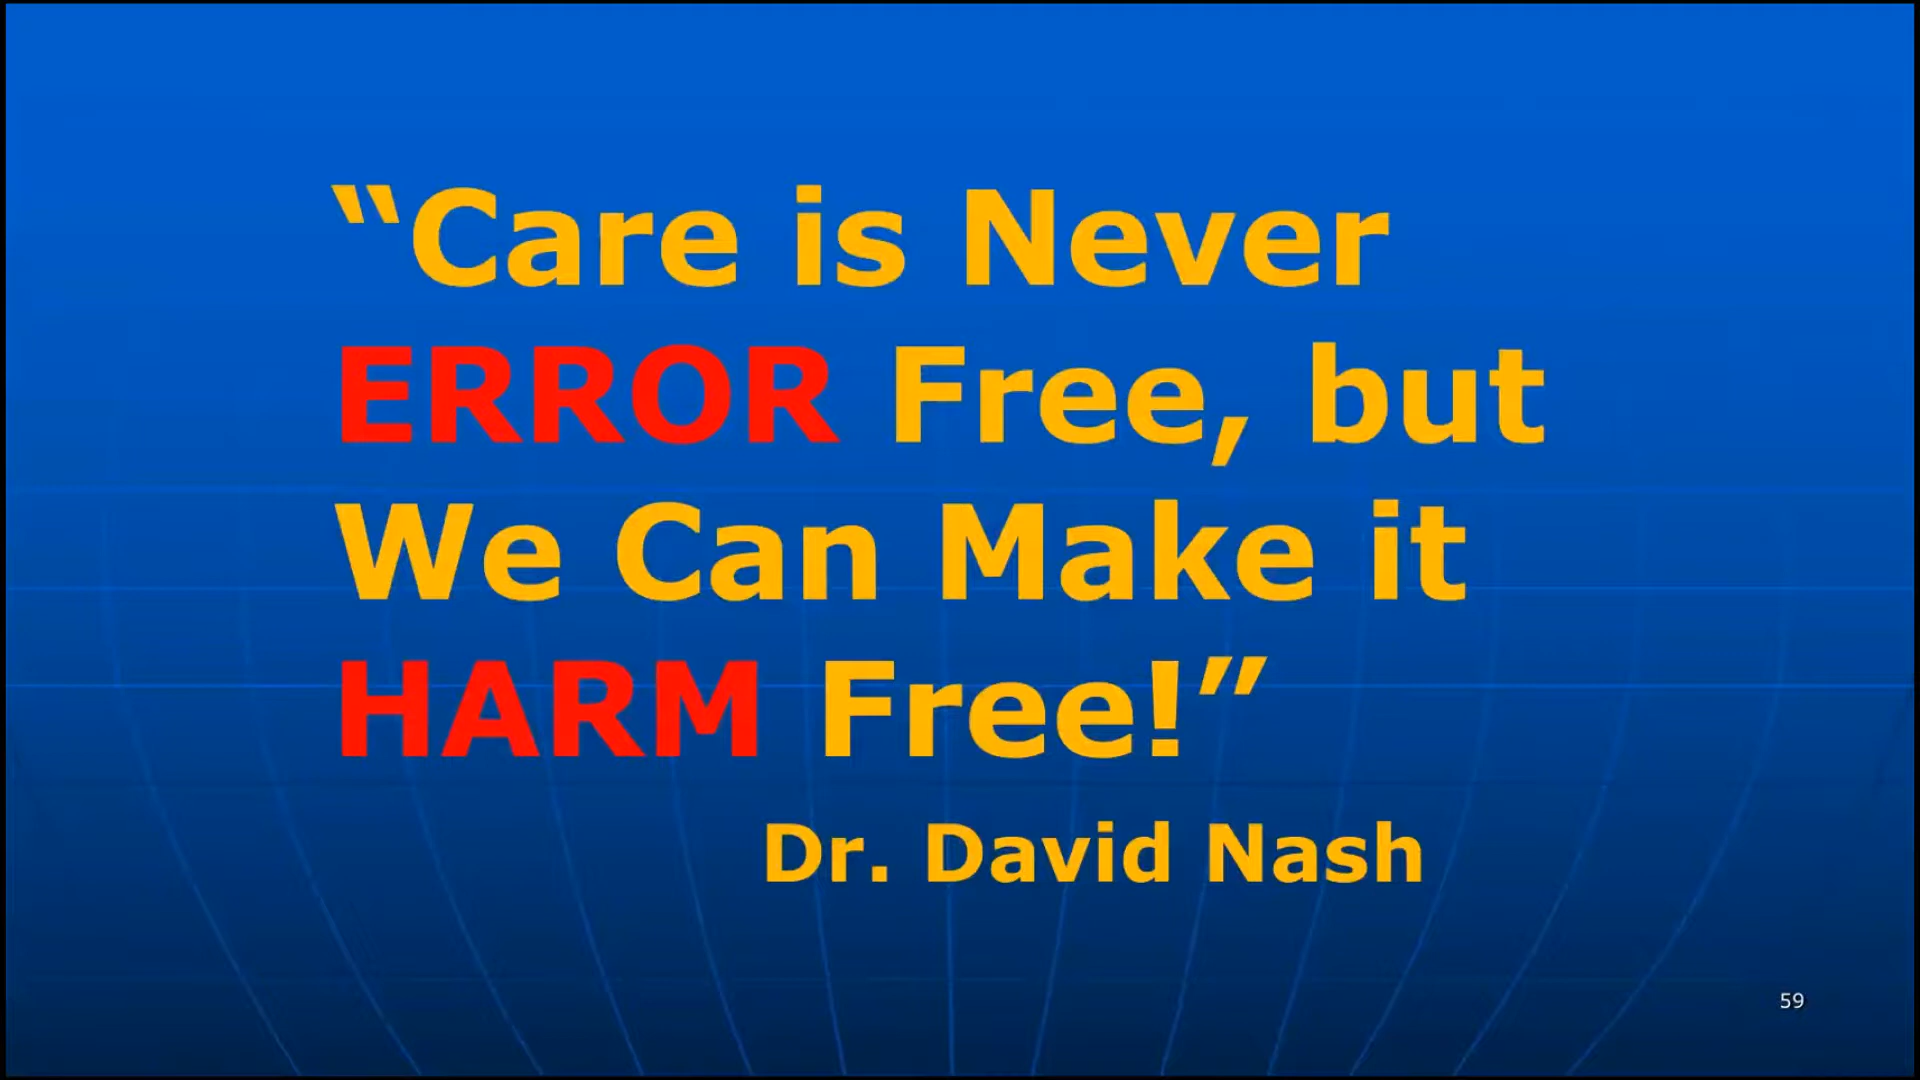 “Care is Never
ERROR Free, but
We Can Make it
HARM Free!”
Dr. David Nash
59